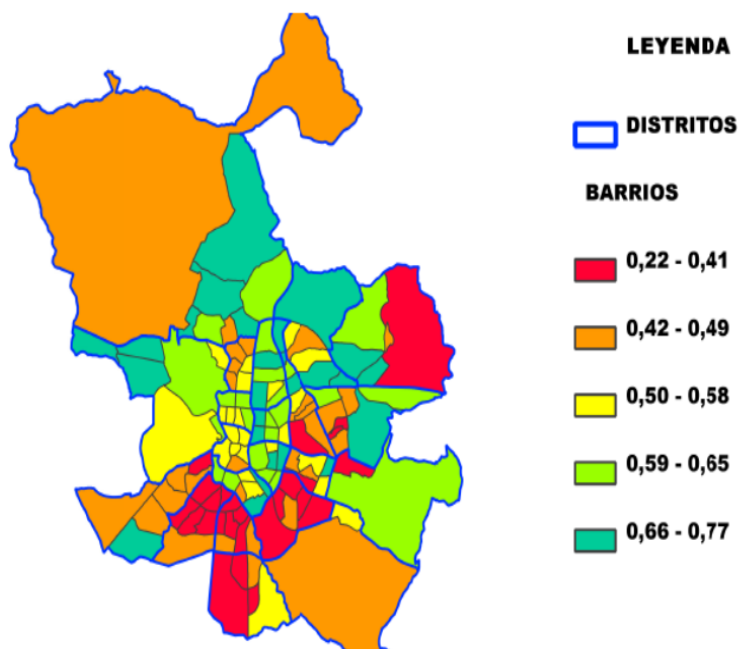 LEYENDA
DISTRITOS
BARRIOS
0,22 - 0,41
0,42 - 0,49
0,50 - 0,58
0,59 - 0,65
0,66 - 0,77